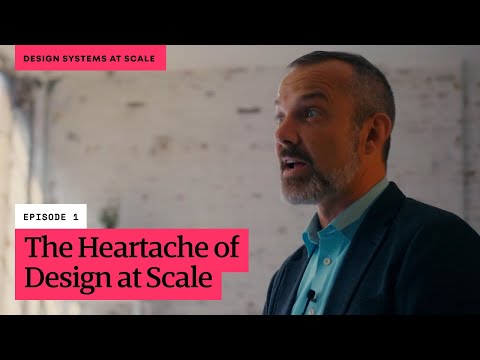 DESIGN SYSTEMS AT SCALE
EPISODE 1
The Heartache of
Design at Scale